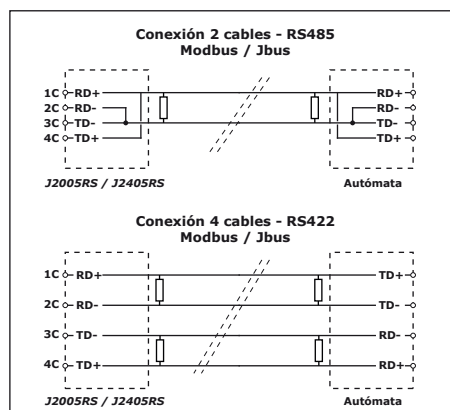 Conexión 2 cables - RS485
Modbus / Jbus
1C RD+ RD+
2C RD- RD-
3C TD- TD-
4C TD+ TD+
J2005RS / J2405RS Autómata
Conexión 4 cables - RS422
Modbus / Jbus
1C RD+ TD+
2C RD- TD-
3C TD- RD-
4C TD+ RD+
J2005RS / J2405RS Autómata